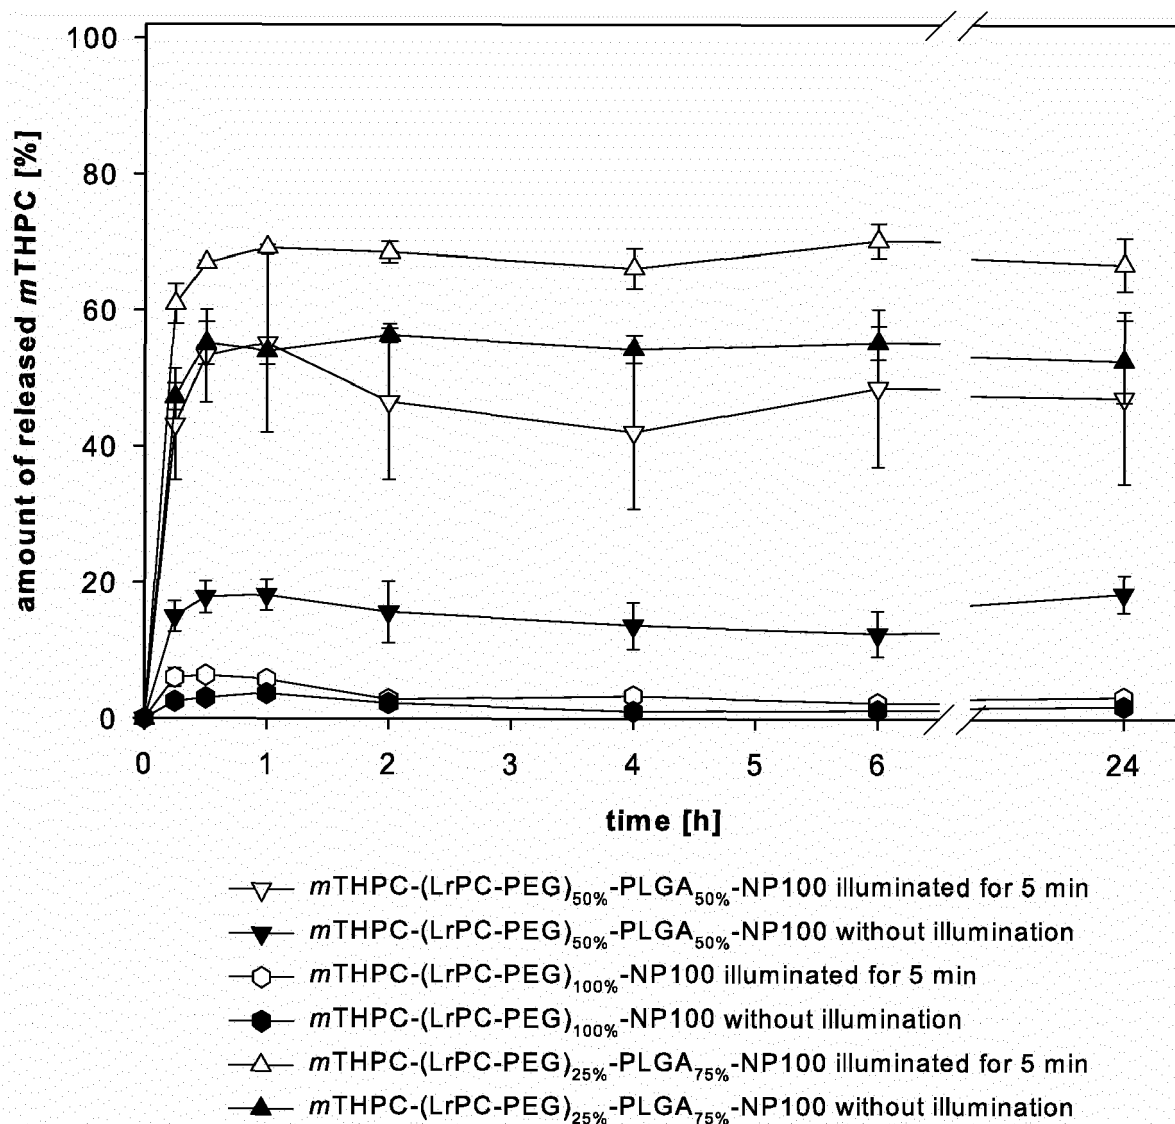 amount of released mTHPC [%]
100
80
60
40
20
0
0 1 2 3 4 5 6 24
time [h]
mTHPC-(LrPC-PEG)50%-PLGA50%-NP100 illuminated for 5 min
mTHPC-(LrPC-PEG)50%-PLGA50%-NP100 without illumination
mTHPC-(LrPC-PEG)100%-NP100 illuminated for 5 min
mTHPC-(LrPC-PEG)100%-NP100 without illumination
mTHPC-(LrPC-PEG)25%-PLGA75%-NP100 illuminated for 5 min
mTHPC-(LrPC-PEG)25%-PLGA75%-NP100 without illumination